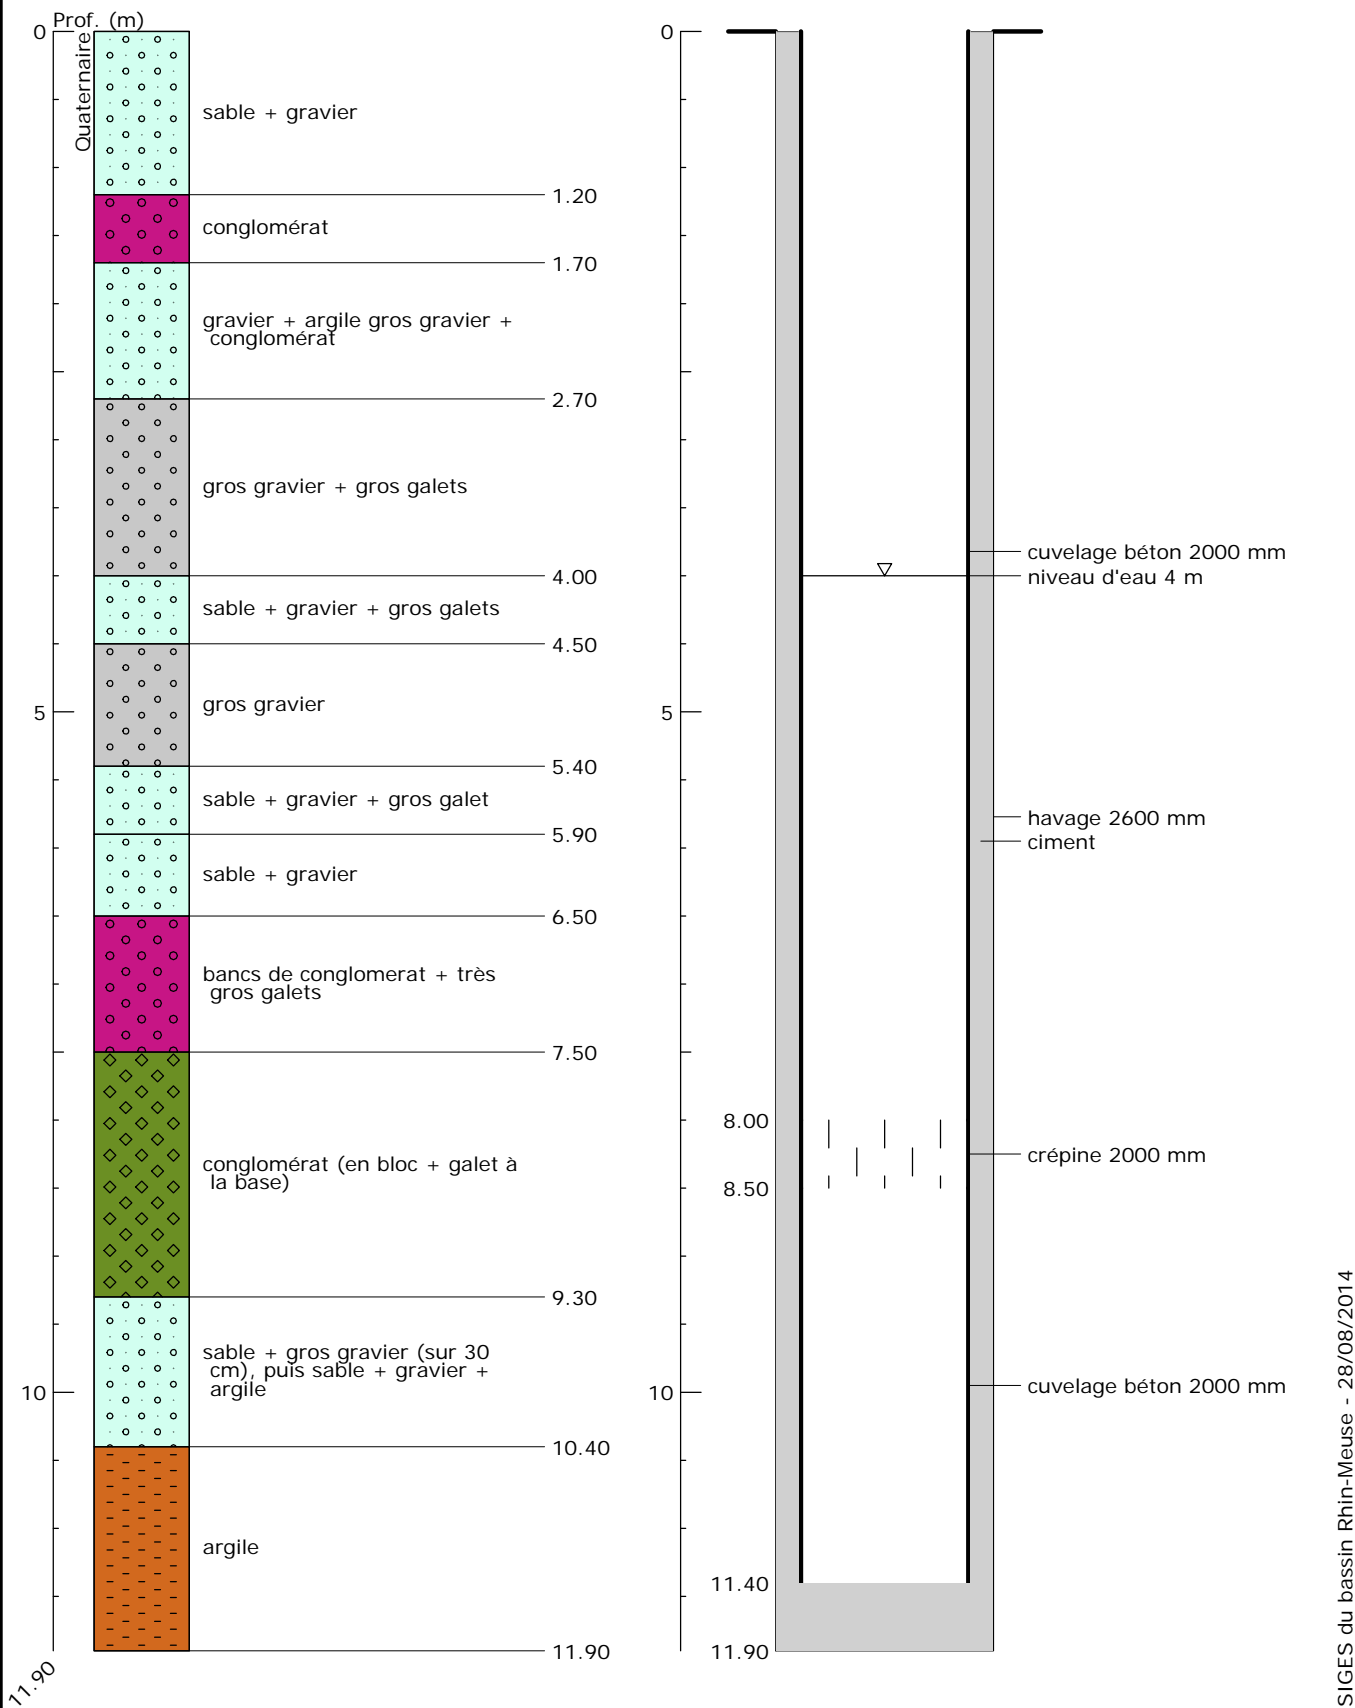 Prof. (m)
0
Quaternaire
sable + gravier
1.20
conglomérat
1.70
gravier + argile gros gravier +
conglomérat
2.70
gros gravier + gros galets
4.00
sable + gravier + gros galets
4.50
gros gravier
5
5.40
sable + gravier + gros galet
5.90
sable + gravier
6.50
bancs de conglomerat + très
gros galets
7.50
conglomérat (en bloc + galet à
la base)
9.30
sable + gros gravier (sur 30
cm), puis sable + gravier +
argile
10
10.40
argile
11.90
11.90
0
cuvelage béton 2000 mm
niveau d'eau 4 m
5
havage 2600 mm
ciment
8.00
crépine 2000 mm
8.50
cuvelage béton 2000 mm
10
11.40
11.90
SIGES du bassin Rhin-Meuse - 28/08/2014